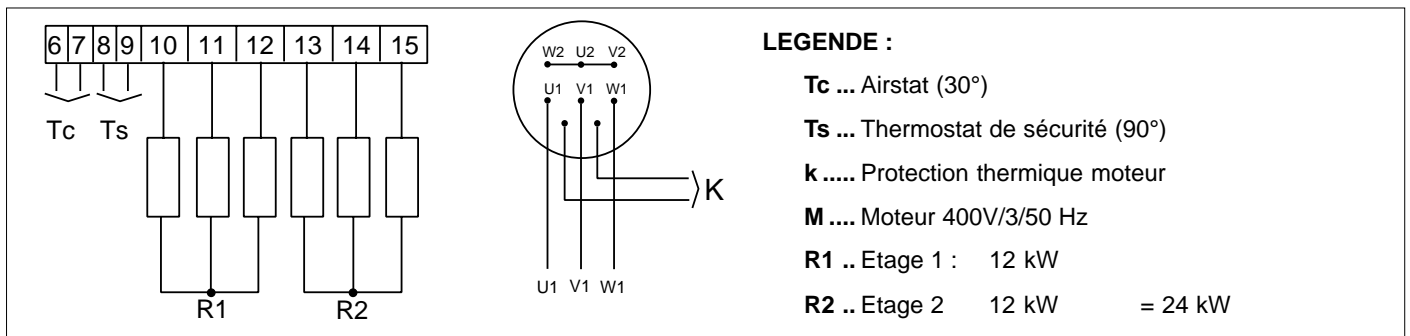 6 7 8 9 10 11 12 13 14 15
Tc Ts
R1 R2
W2 U2 V2
U1 V1 W1
K
U1 V1 W1
LEGENDE :
Tc ... Airstat (30°)
Ts ... Thermostat de sécurité (90°)
k ..... Protection thermique moteur
M .... Moteur 400V/3/50 Hz
R1 .. Etage 1 : 12 kW
R2 .. Etage 2 12 kW = 24 kW